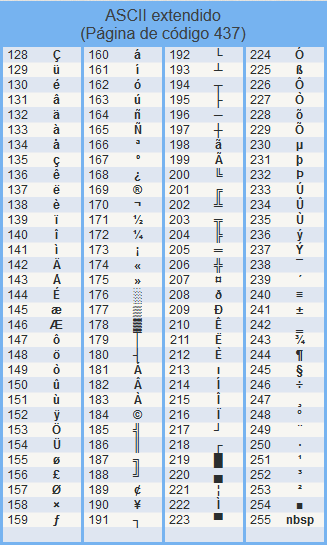 ASCII extendido
(Página de código 437)
128 Ç 160 á 192 └ 224 Ó
129 ü 161 í 193 ┴ 225 ß
130 é 162 ó 194 ┬ 226 Ô
131 â 163 ú 195 ├ 227 Ò
132 ä 164 ñ 196 ─ 228 õ
133 à 165 Ñ 197 ┼ 229 Õ
134 å 166 ª 198 ã 230 µ
135 ç 167 º 199 Ã 231 þ
136 ê 168 ¿ 200 ╚ 232 Þ
137 ë 169 ® 201 ╔ 233 Ú
138 è 170 ¬ 202 ╩ 234 Û
139 ï 171 ½ 203 ╦ 235 Ù
140 î 172 ¼ 204 ╠ 236 ý
141 ì 173 ¡ 205 ═ 237 Ý
142 Ä 174 « 206 ╬ 238 ¯
143 Å 175 » 207 ¤ 239 ´
144 É 176 ░ 208 ð 240 ≡
145 æ 177 ▒ 209 Ð 241 ±
146 Æ 178 ▓ 210 Ê 242 ‗
147 ô 179 │ 211 Ë 243 ¾
148 ö 180 ┤ 212 È 244 ¶
149 ò 181 Á 213 ı 245 §
150 û 182 Â 214 Í 246 ÷
151 ù 183 À 215 Î 247 ¸
152 ÿ 184 © 216 Ï 248 °
153 Ö 185 ╣ 217 ┘ 249 ¨
154 Ü 186 ║ 218 ┌ 250 ·
155 ø 187 ╗ 219 █ 251 ¹
156 £ 188 ╝ 220 ▄ 252 ³
157 Ø 189 ¢ 221 ¦ 253 ²
158 × 190 ¥ 222 Ì 254 ■
159 ƒ 191 ┐ 223 ▀ 255 nbsp